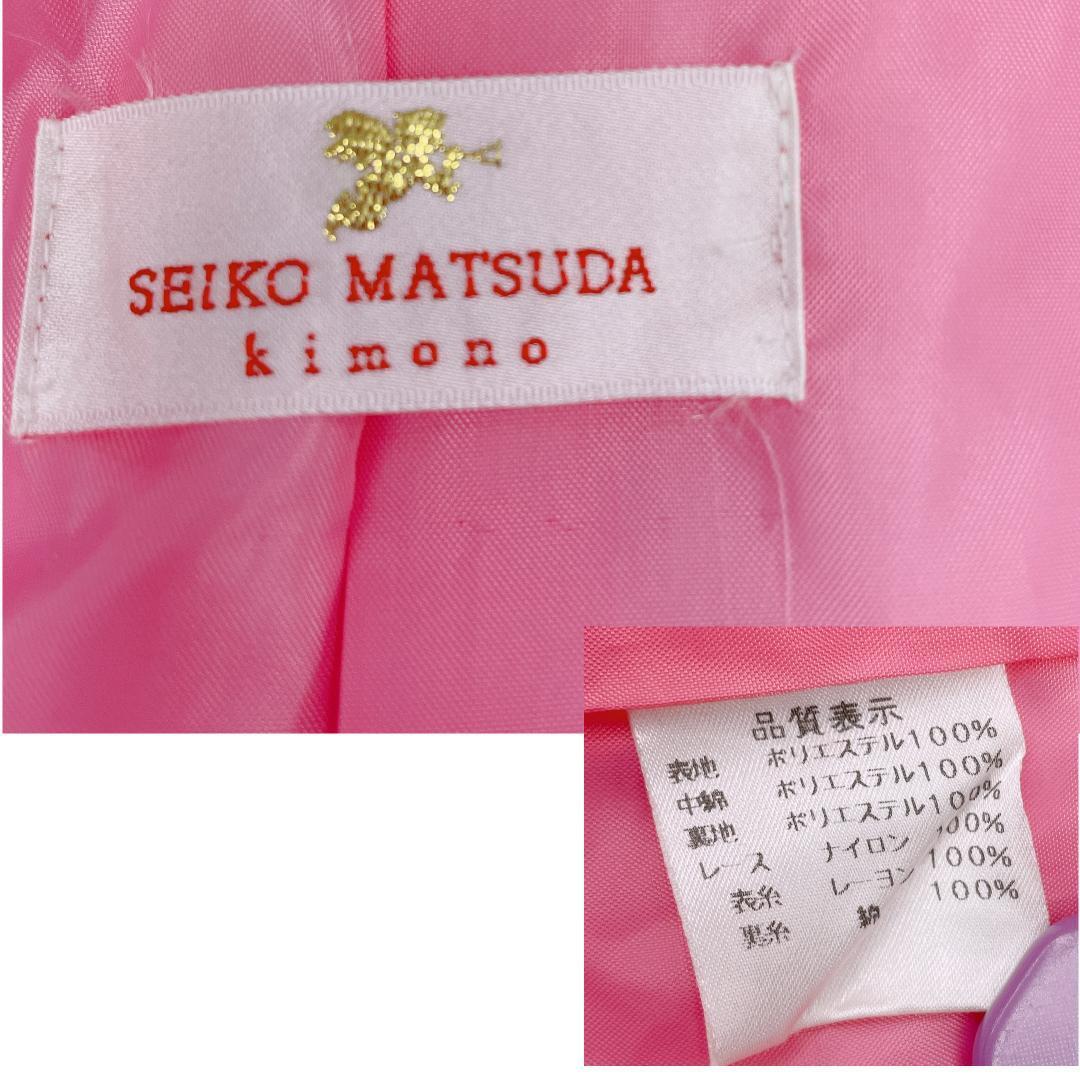 SEIKO MATSUDA
kimono
品質表示
表地 ポリエステル100%
中綿 ポリエステル100%
裏地 ポリエステル100%
レース ナイロン 100%
表糸 レーヨン 100%
裏糸 綿 100%